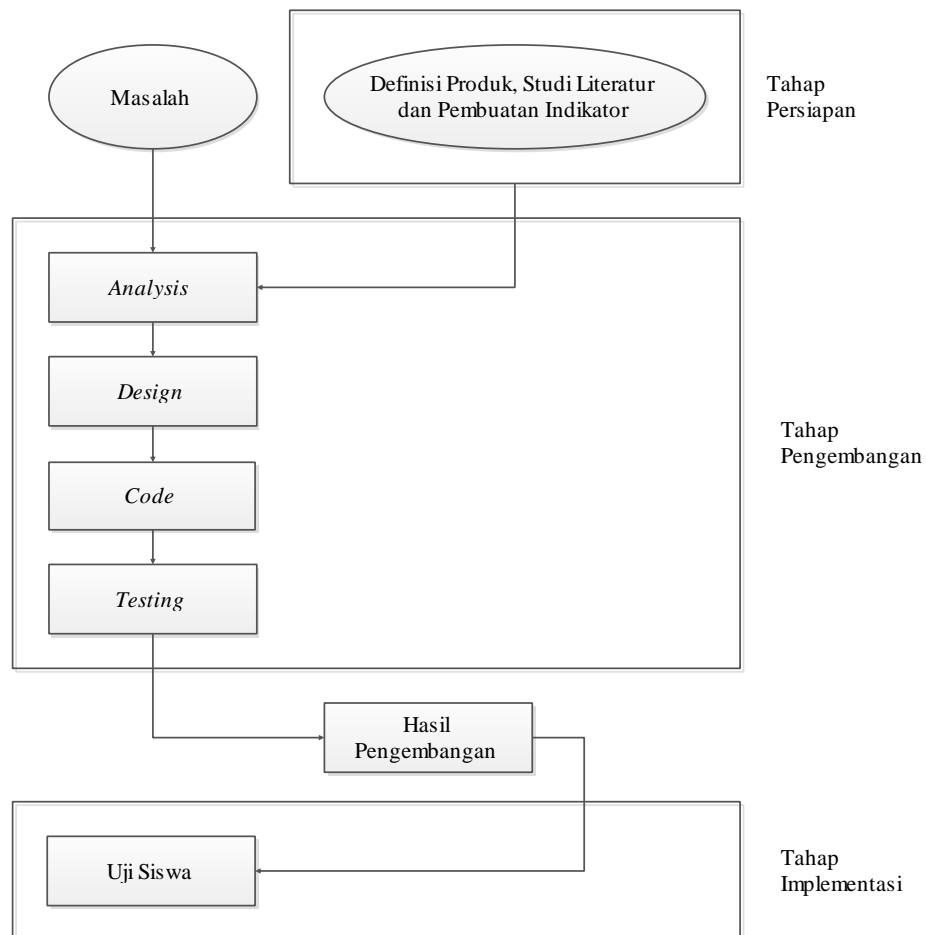 Masalah
Definisi Produk, Studi Literatur
dan Pembuatan Indikator
Tahap
Persiapan
Analysis
Design
Code
Testing
Tahap
Pengembangan
Hasil
Pengembangan
Uji Siswa
Tahap
Implementasi